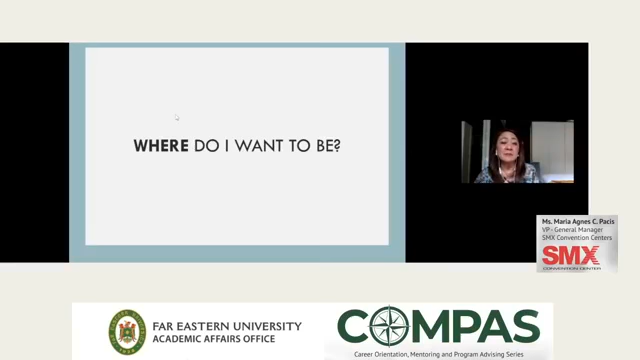 WHERE DO I WANT TO BE?
Ms. Maria Agnes C. Pacis
VP - General Manager
SMX Convention Centers
SMX
CONVENTION CENTER
FAR EASTERN UNIVERSITY
ACADEMIC AFFAIRS OFFICE
COMPAS
Career Orientation, Mentoring and Program Advising Series